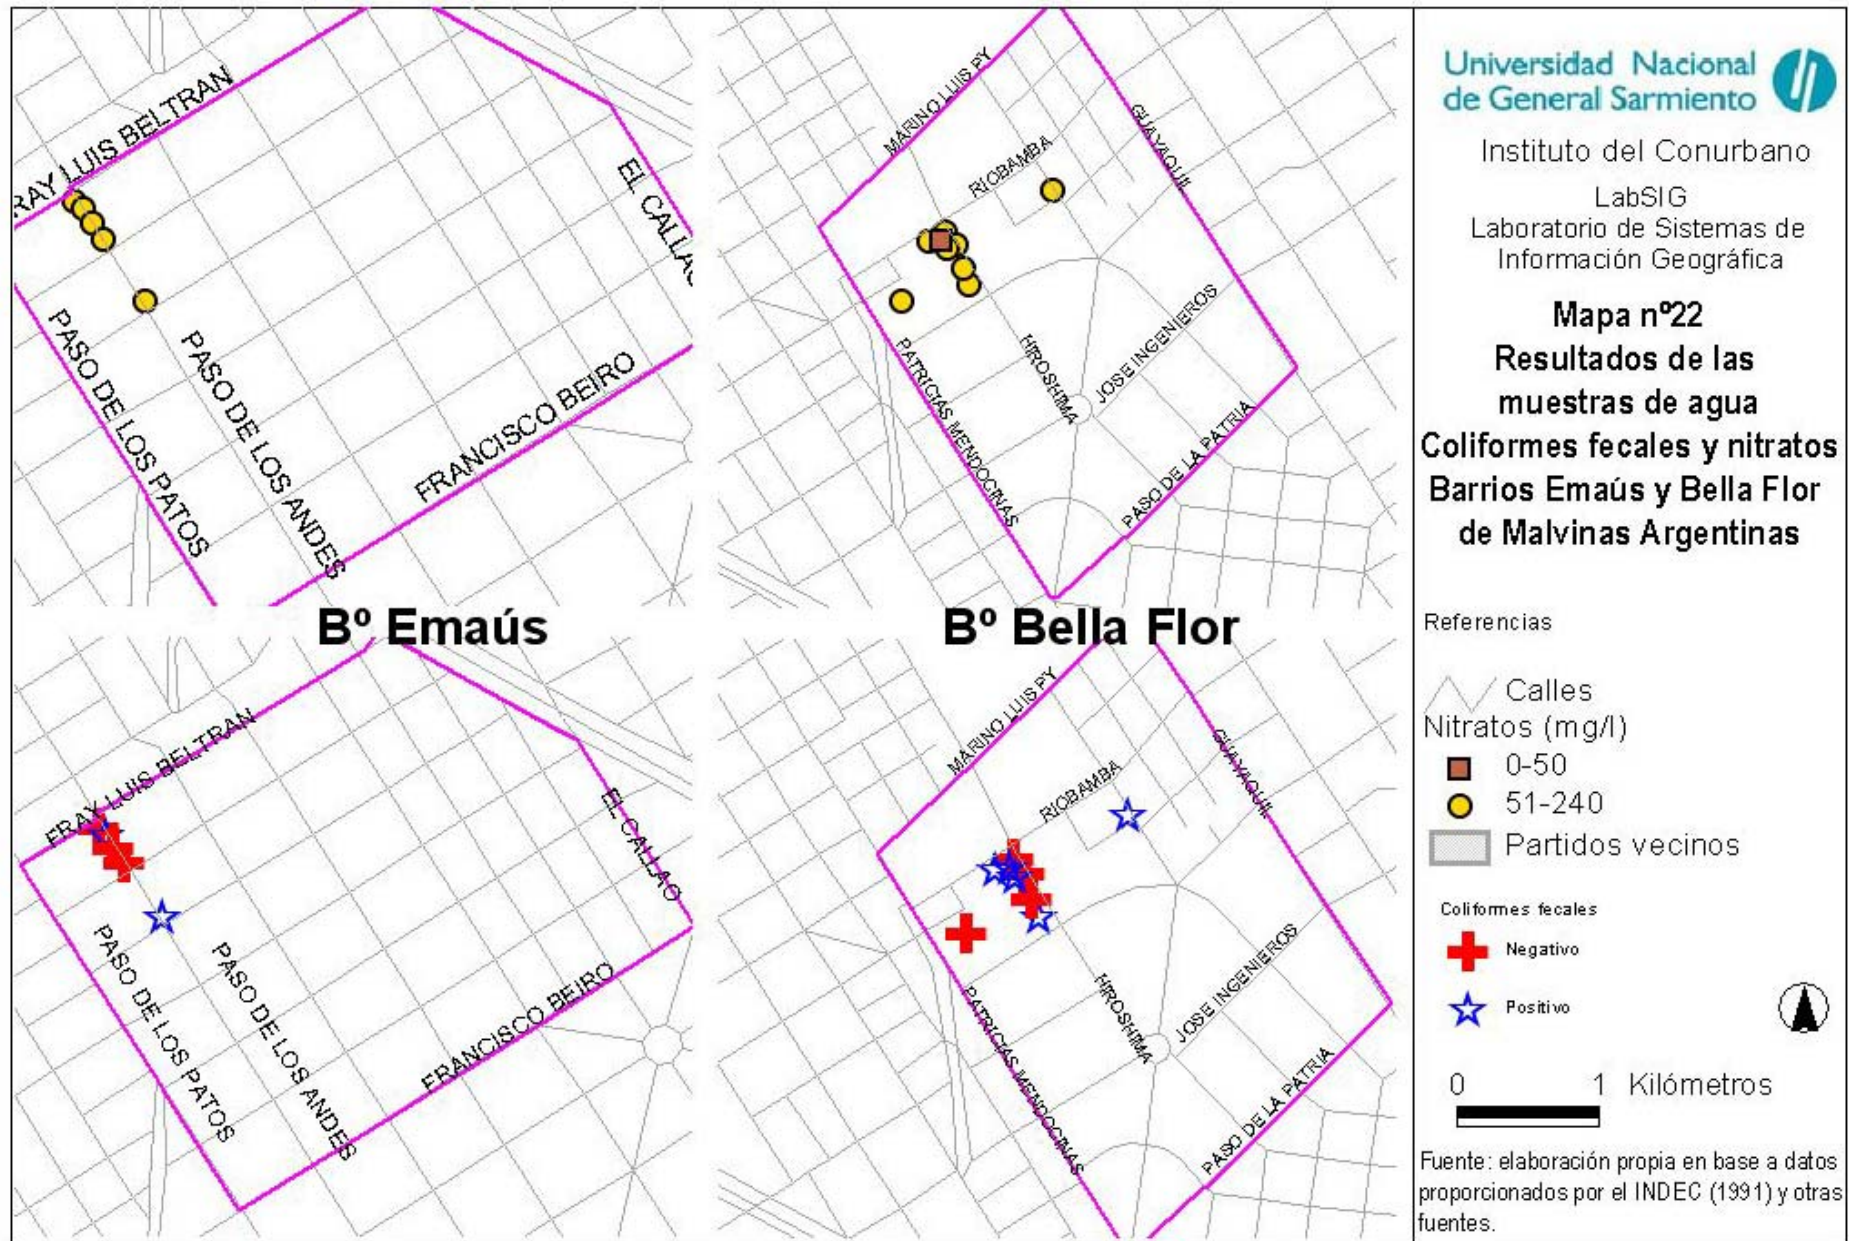 FRAY LUIS BELTRAN
EL CALLAO
PASO DE LOS PATOS
PASO DE LOS ANDES
FRANCISCO BEIRO
MARINO LUIS PY
RIOBAMBA
GUAYAQUIL
HIROSHIMA
JOSE INGENIEROS
PATRICIAS MENDOCINAS
PASO DE LA PATRIA
Bº Emaús
Bº Bella Flor
FRAY LUIS BELTRAN
EL CALLAO
PASO DE LOS PATOS
PASO DE LOS ANDES
FRANCISCO BEIRO
MARINO LUIS PY
RIOBAMBA
GUAYAQUIL
HIROSHIMA
JOSE INGENIEROS
PATRICIAS MENDOCINAS
PASO DE LA PATRIA
Universidad Nacional
de General Sarmiento
Instituto del Conurbano
LabSIG
Laboratorio de Sistemas de
Información Geográfica
Mapa nº22
Resultados de las
muestras de agua
Coliformes fecales y nitratos
Barrios Emaús y Bella Flor
de Malvinas Argentinas
Referencias
Calles
Nitratos (mg/l)
0-50
51-240
Partidos vecinos
Coliformes fecales
Negativo
Positivo
0 1 Kilómetros
Fuente: elaboración propia en base a datos
proporcionados por el INDEC (1991) y otras
fuentes.